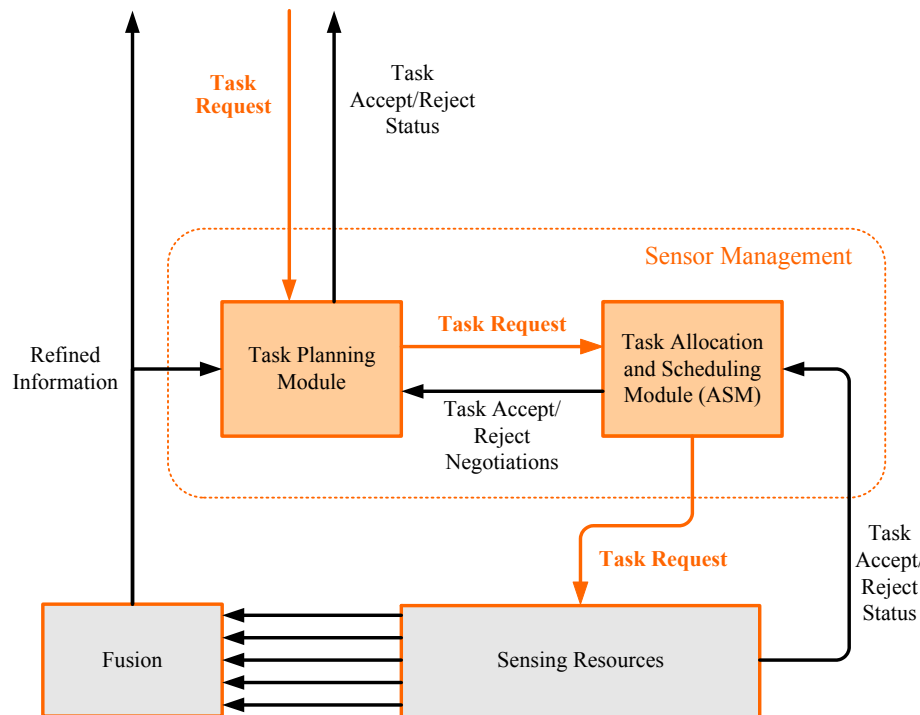 Task
Request
Task
Accept/Reject
Status
Sensor Management
Task Request
Task Planning
Module
Task Allocation
and Scheduling
Module (ASM)
Refined
Information
Task Accept/
Reject
Negotiations
Task Request
Task
Accept/
Reject
Status
Fusion
Sensing Resources